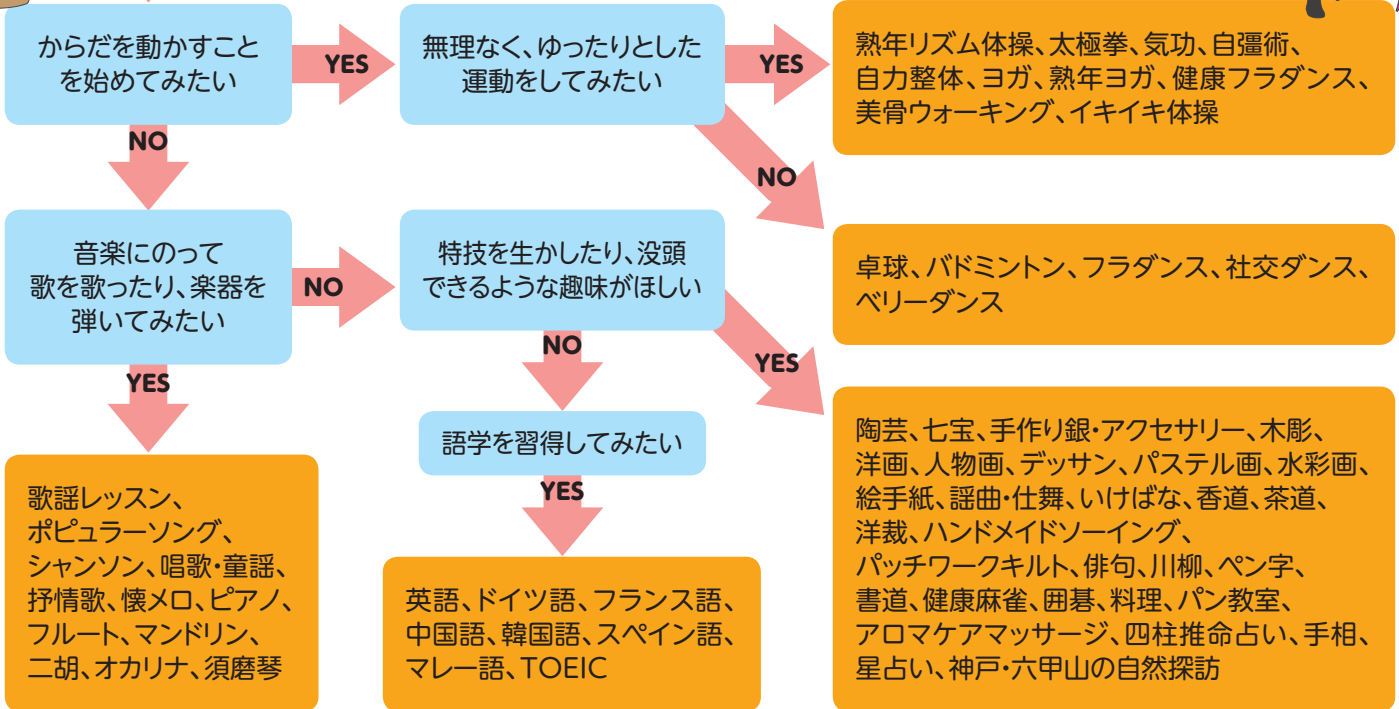 からだを動かすこと
を始めてみたい
YES
無理なく、ゆったりとした
運動をしてみたい
YES
熟年リズム体操、太極拳、気功、自彊術、
自力整体、ヨガ、熟年ヨガ、健康フラダンス、
美骨ウォーキング、イキイキ体操
NO
NO
卓球、バドミントン、フラダンス、社交ダンス、
ベリーダンス
音楽にのって
歌を歌ったり、楽器を
弾いてみたい
NO
特技を生かしたり、没頭
できるような趣味がほしい
YES
陶芸、七宝、手作り銀・アクセサリー、木彫、
洋画、人物画、デッサン、パステル画、水彩画、
絵手紙、謡曲・仕舞、いけばな、香道、茶道、
洋裁、ハンドメイドソーイング、
パッチワークキルト、俳句、川柳、ペン字、
書道、健康麻雀、囲碁、料理、パン教室、
アロマケアマッサージ、四柱推命占い、手相、
星占い、神戸・六甲山の自然探訪
NO
語学を習得してみたい
YES
英語、ドイツ語、フランス語、
中国語、韓国語、スペイン語、
マレー語、TOEIC
YES
歌謡レッスン、
ポピュラーソング、
シャンソン、唱歌・童謡、
抒情歌、懐メロ、ピアノ、
フルート、マンドリン、
二胡、オカリナ、須磨琴